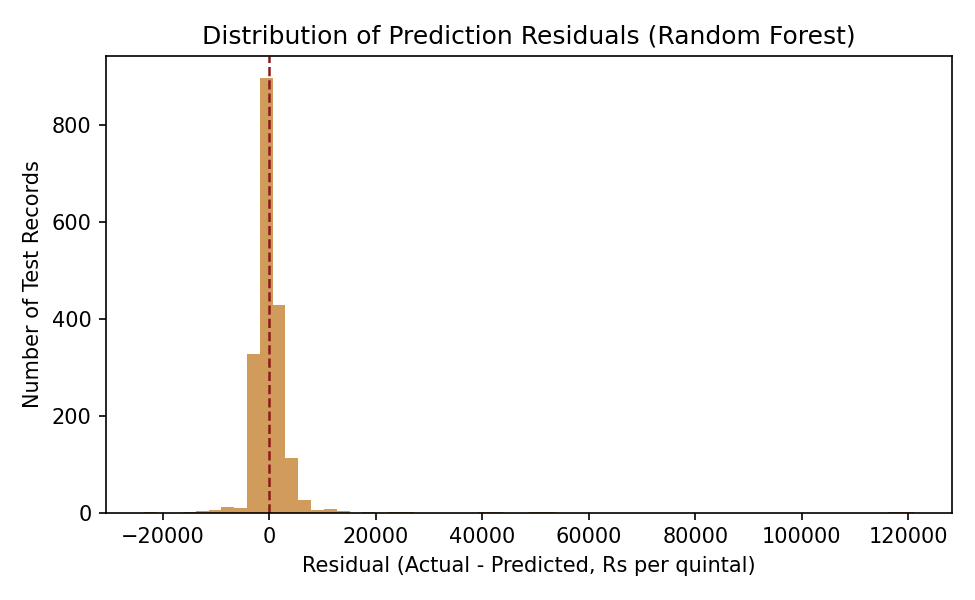 Distribution of Prediction Residuals (Random Forest)
Number of Test Records
800
600
400
200
0
−20000 0 20000 40000 60000 80000 100000 120000
Residual (Actual - Predicted, Rs per quintal)